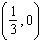 (1/3, 0)